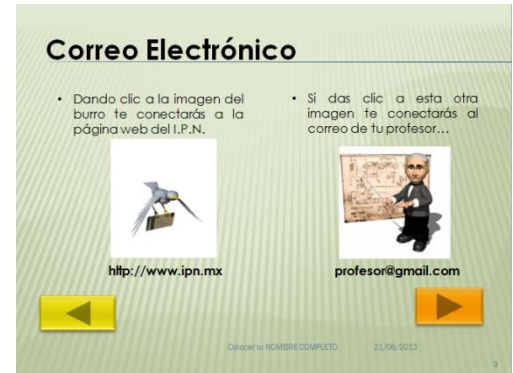 Correo Electrónico
• Dando clic a la imagen del
burro te conectarás a la
página web del I.P.N.
• Si das clic a esta otra
imagen te conectarás al
correo de tu profesor...
http://www.ipn.mx
profesor@gmail.com
Colocar tu NOMBRE COMPLETO 21/06/2013
9